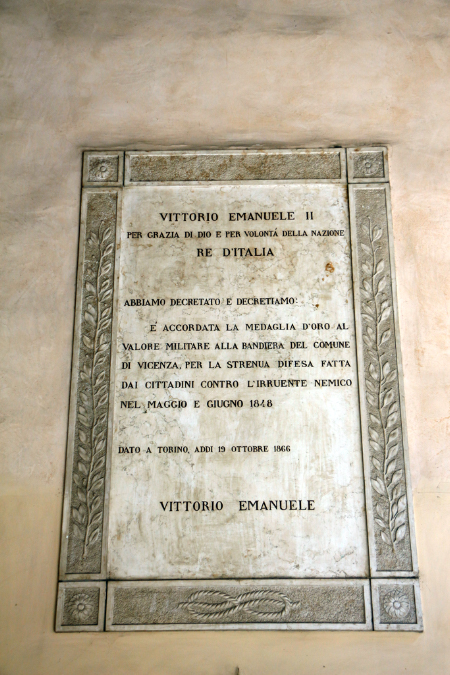 VITTORIO EMANUELE II
PER GRAZIA DI DIO E PER VOLONTÁ DELLA NAZIONE
RE D'ITALIA
ABBIAMO DECRETATO E DECRETIAMO:
E' ACCORDATA LA MEDAGLIA D'ORO AL
VALORE MILITARE ALLA BANDIERA DEL COMUNE
DI VICENZA, PER LA STRENUA DIFESA FATTA
DAI CITTADINI CONTRO L'IRRUENTE NEMICO
NEL MAGGIO E GIUGNO 1848
DATO A TORINO, ADDI 19 OTTOBRE 1866
VITTORIO EMANUELE